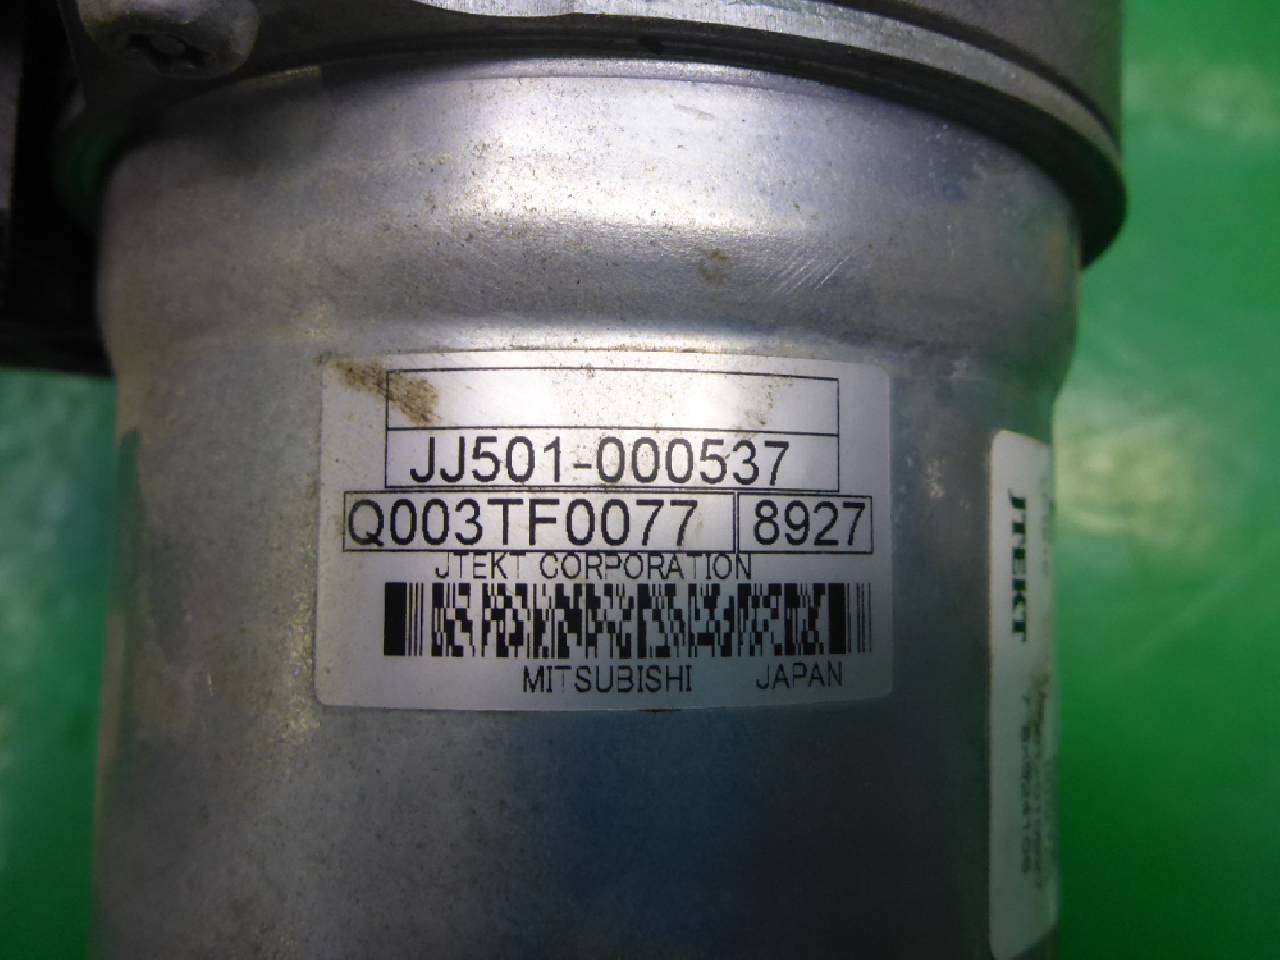 JJ501-000537
Q003TF0077 8927
JTEKT CORPORATION
MITSUBISHI JAPAN
JTEKT